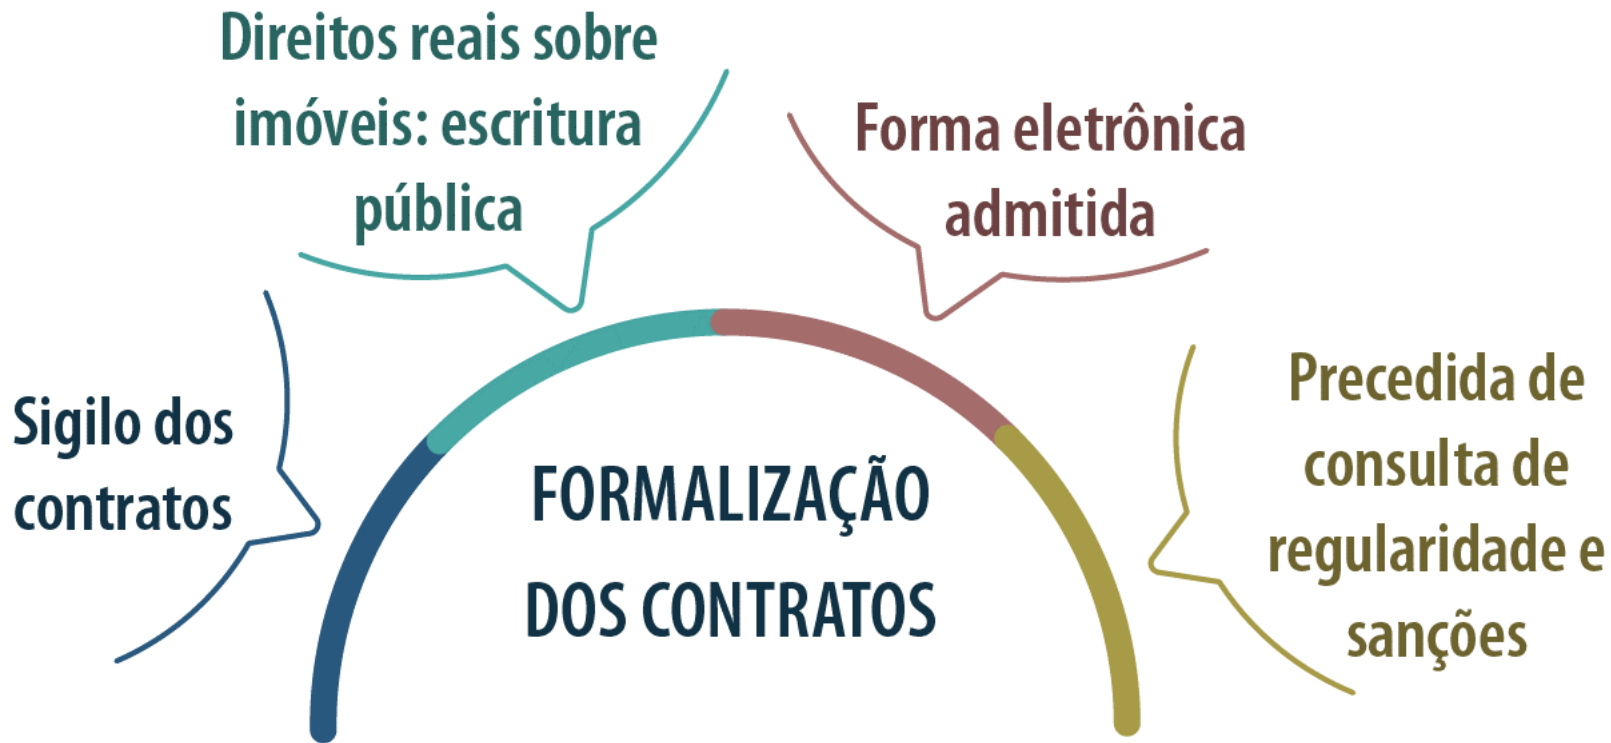 Direitos reais sobre
imóveis: escritura
pública
Forma eletrônica
admitida
Sigilo dos
contratos
Precedida de
consulta de
regularidade e
sanções
FORMALIZAÇÃO
DOS CONTRATOS